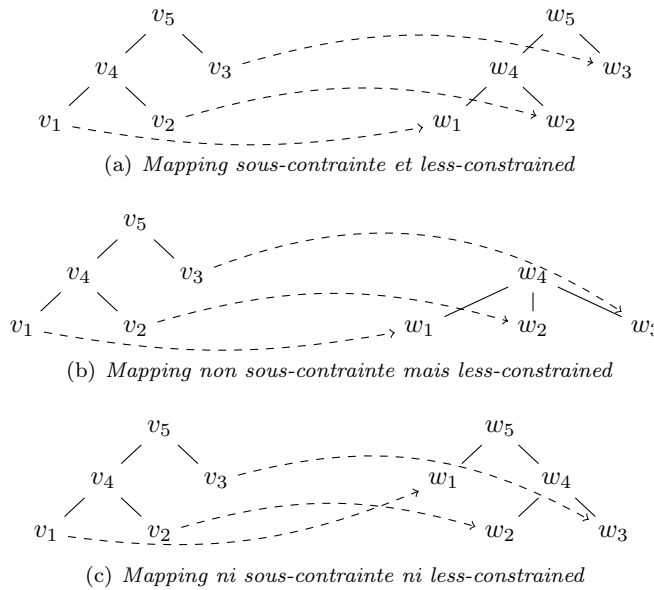 v5 w5
v4 v3 w4 w3
v1 v2 w1 w2
(a) Mapping sous-contrainte et less-constrained
v5
v4 v3 w4
v1 v2 w1 w2 w3
(b) Mapping non sous-contrainte mais less-constrained
v5 w5
v4 v3 w1 w4
v1 v2 w2 w3
(c) Mapping ni sous-contrainte ni less-constrained